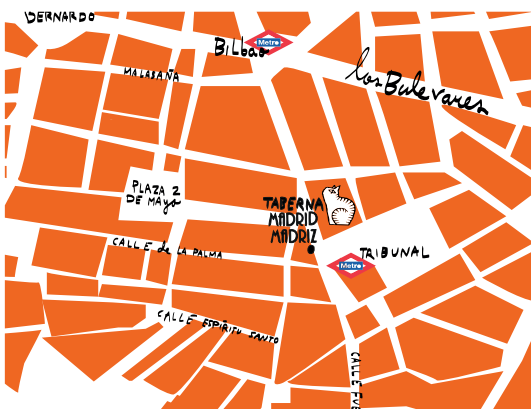 BERNARDO
BILbao
Metro
Los Bulevares
MALASAÑA
PLAZA 2
DE MAyo
TABERNA
MADRID
MADRIZ
CALLE de LA PALMA
TRIBUNAL
Metro
CALLE ESPÍRITU SANTO
CALLE FUE